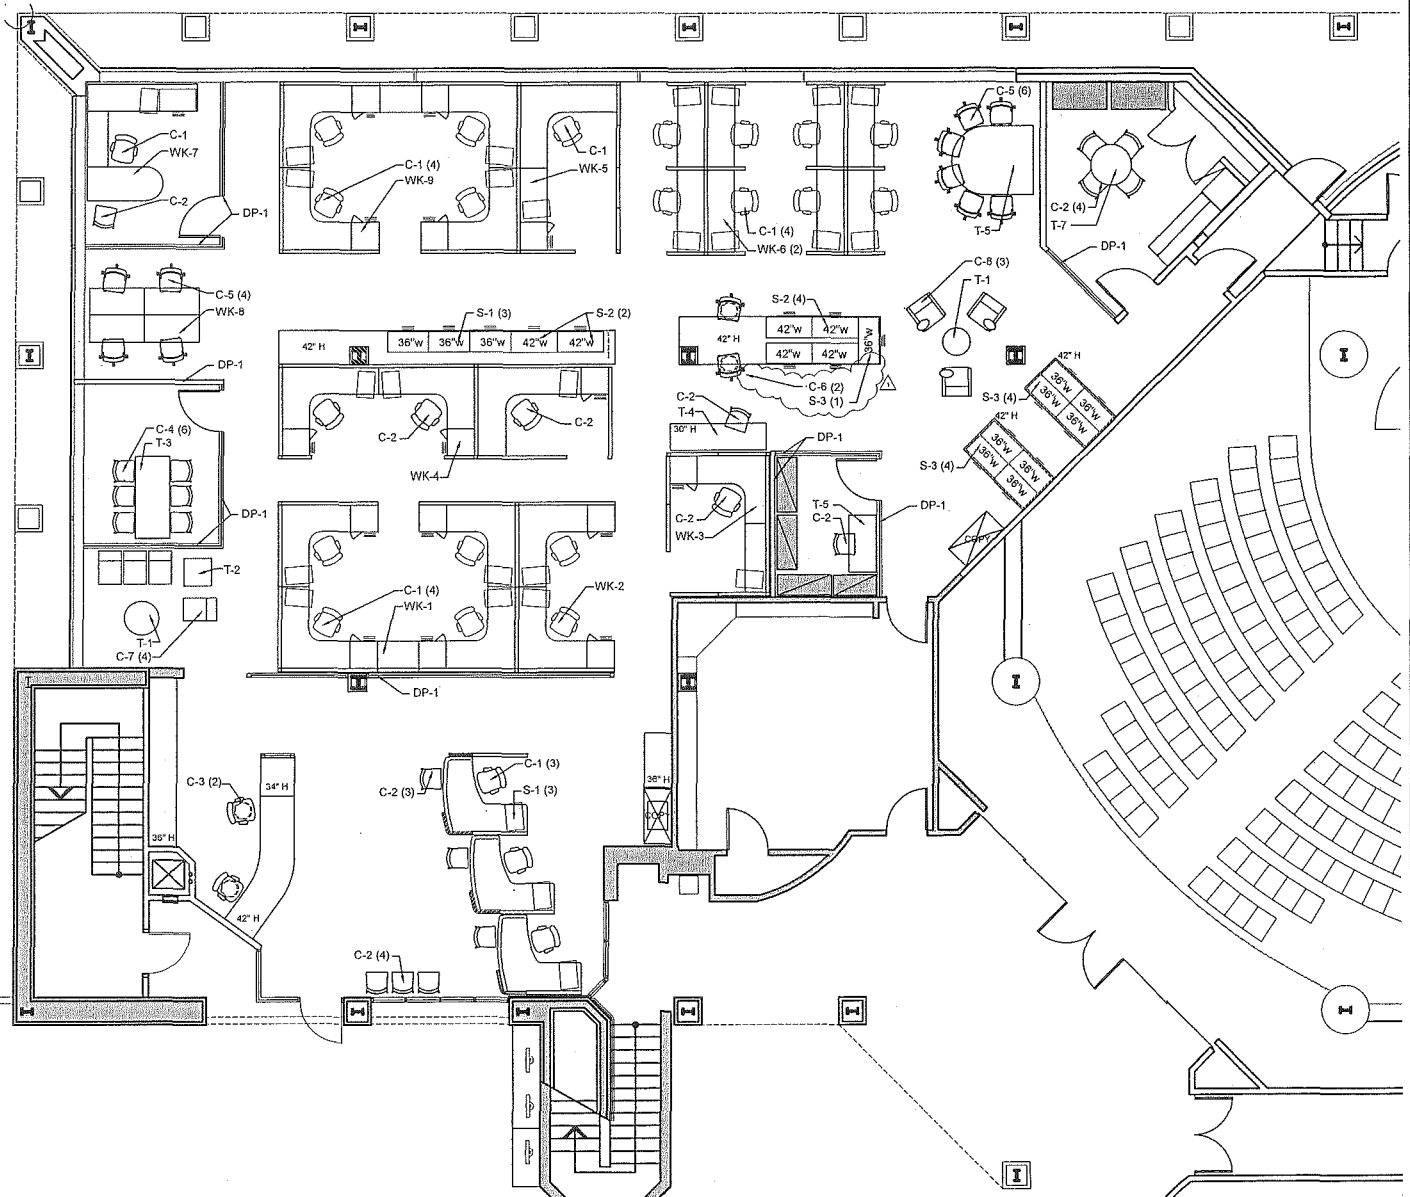 C-5 (6)
C-1
WK-7
C-2
DP-1
C-1 (4)
WK-9
C-1
WK-5
C-1 (4)
WK-6 (2)
T-5
C-2 (4)
T-7
DP-1
C-5 (4)
WK-8
DP-1
S-1 (3)
S-2 (2)
42" H
36"W
36"W
36"W
42"W
42"W
S-2 (4)
42" H
42"W
42"W
42"W
42"W
36"W
C-6 (2)
S-3 (1)
1
C-8 (3)
T-1
42" H
36"W
36"W
36"W
36"W
S-3 (4)
42" H
36"W
36"W
36"W
36"W
S-3 (4)
COPY
C-4 (6)
T-3
DP-1
C-2
WK-4
C-2
C-2
T-4
30" H
DP-1
C-2
WK-3
T-5
C-2
DP-1
T-2
T-1
C-7 (4)
C-1 (4)
WK-1
WK-2
DP-1
C-3 (2)
34" H
36" H
42" H
C-2 (3)
C-1 (3)
S-1 (3)
36" H
COPY
C-2 (4)